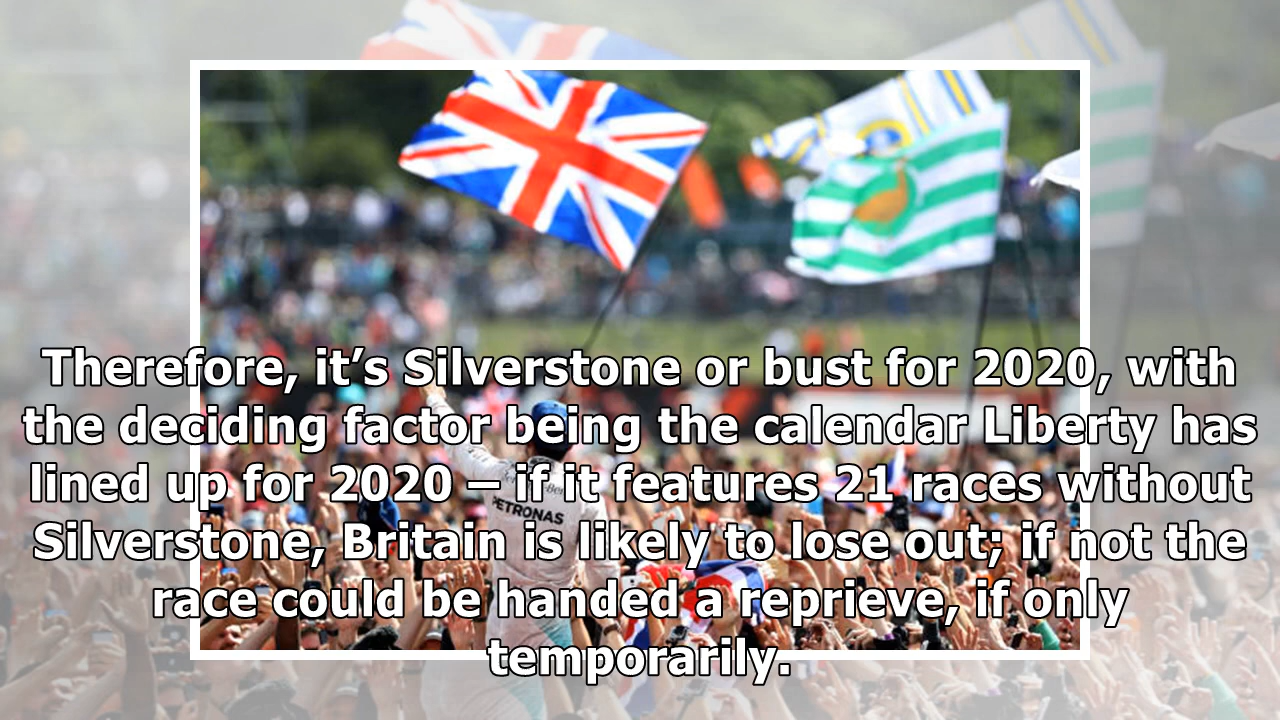 Therefore, it’s Silverstone or bust for 2020, with
the deciding factor being the calendar Liberty has
lined up for 2020 – if it features 21 races without
Silverstone, Britain is likely to lose out; if not the
race could be handed a reprieve, if only
temporarily.
PETRONAS